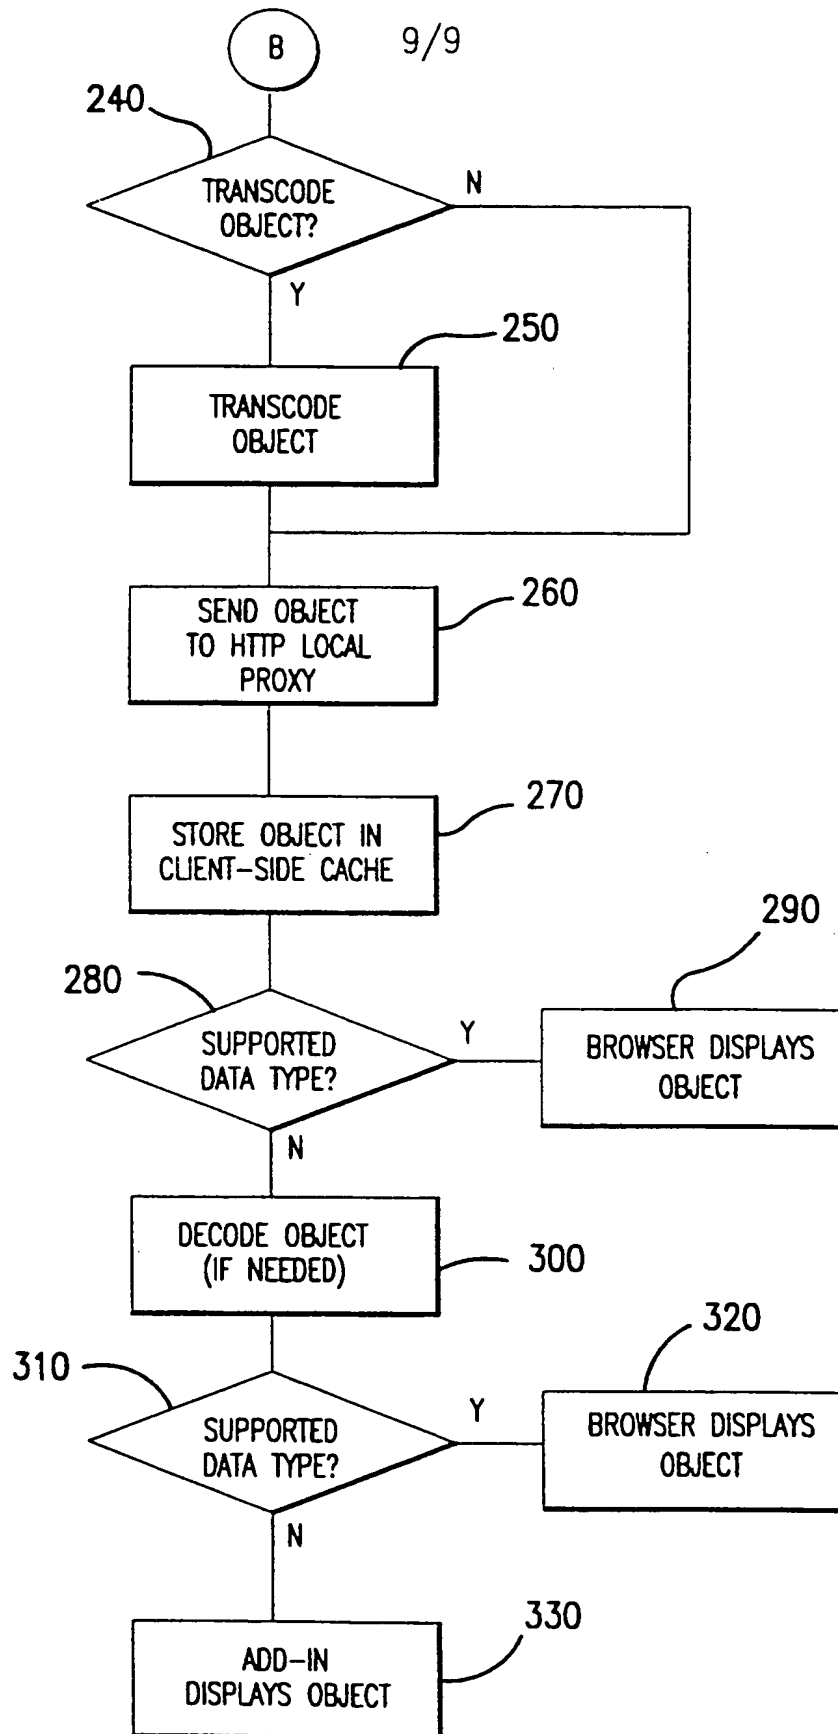 B
9/9
240
TRANSCODE
OBJECT?
N
Y
250
TRANSCODE
OBJECT
260
SEND OBJECT
TO HTTP LOCAL
PROXY
270
STORE OBJECT IN
CLIENT-SIDE CACHE
280
SUPPORTED
DATA TYPE?
Y
290
BROWSER DISPLAYS
OBJECT
N
DECODE OBJECT
(IF NEEDED)
300
310
SUPPORTED
DATA TYPE?
Y
320
BROWSER DISPLAYS
OBJECT
N
330
ADD-IN
DISPLAYS OBJECT